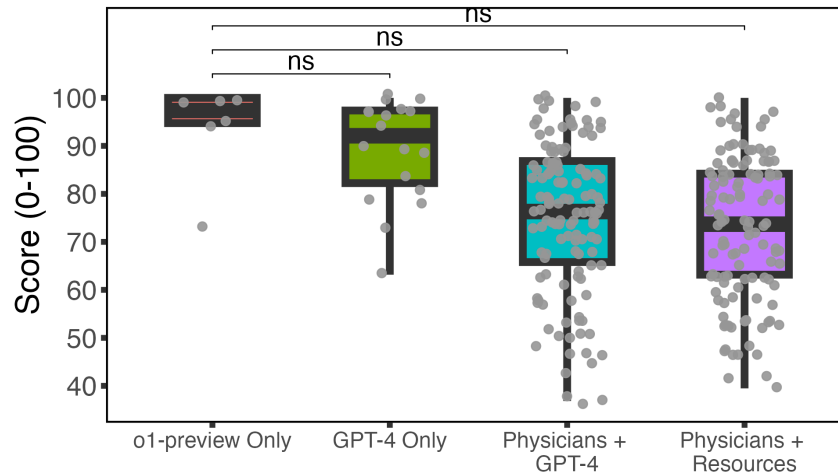 ns
ns
ns
Score (0-100)
100
90
80
70
60
50
40
o1-preview Only
GPT-4 Only
Physicians +
GPT-4
Physicians +
Resources